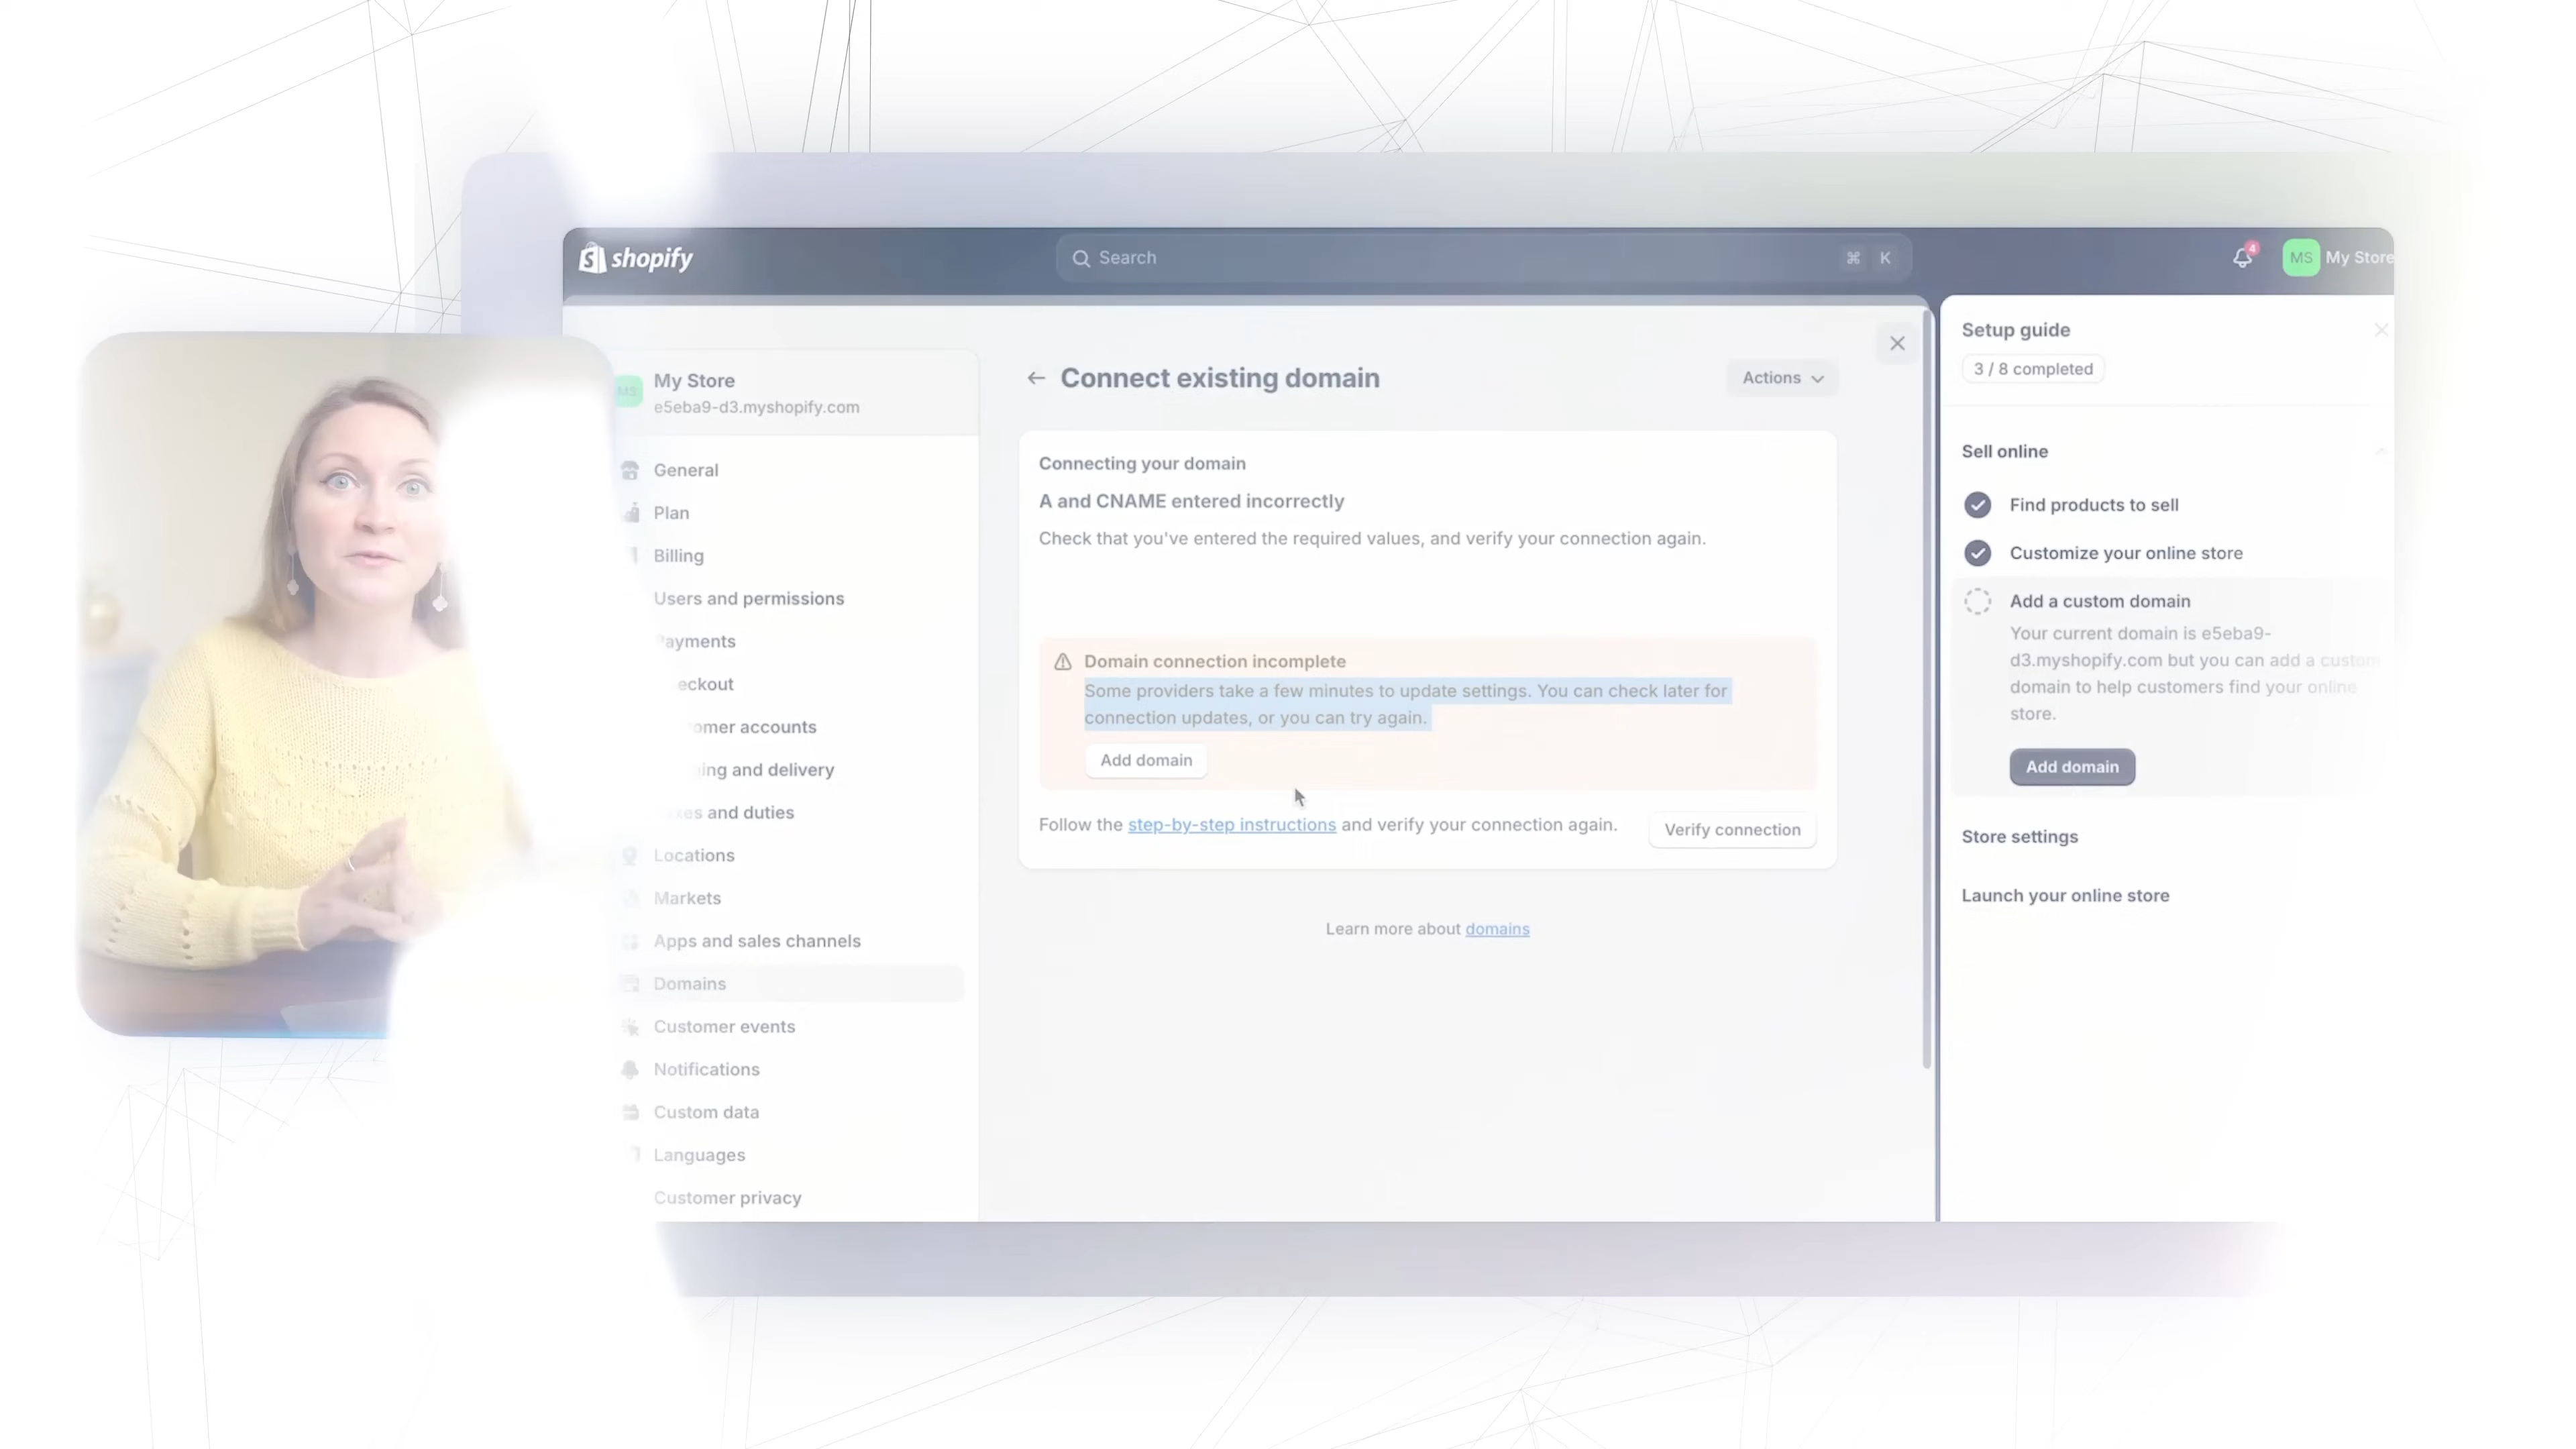 shopify
Search
⌘ K
4
MS
My Store
My Store
e5eba9-d3.myshopify.com
General
Plan
Billing
Users and permissions
ayments
eckout
omer accounts
ing and delivery
es and duties
Locations
Markets
Apps and sales channels
Domains
Customer events
Notifications
Custom data
Languages
Customer privacy
Connect existing domain
Actions
Connecting your domain
A and CNAME entered incorrectly
Check that you've entered the required values, and verify your connection again.
Domain connection incomplete
Some providers take a few minutes to update settings. You can check later for
connection updates, or you can try again.
Add domain
Follow the step-by-step instructions and verify your connection again.
Verify connection
Learn more about domains
Setup guide
3 / 8 completed
Sell online
Find products to sell
Customize your online store
Add a custom domain
Your current domain is e5eba9-
d3.myshopify.com but you can add a custom
domain to help customers find your online
store.
Add domain
Store settings
Launch your online store